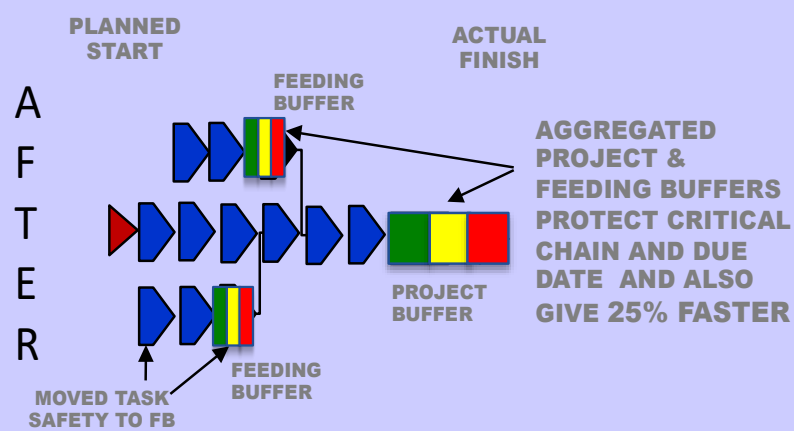 PLANNED
START
ACTUAL
FINISH
FEEDING
BUFFER
A
F
T
E
R
AGGREGATED
PROJECT &
FEEDING BUFFERS
PROTECT CRITICAL
CHAIN AND DUE
DATE AND ALSO
GIVE 25% FASTER
PROJECT
BUFFER
FEEDING
BUFFER
MOVED TASK
SAFETY TO FB